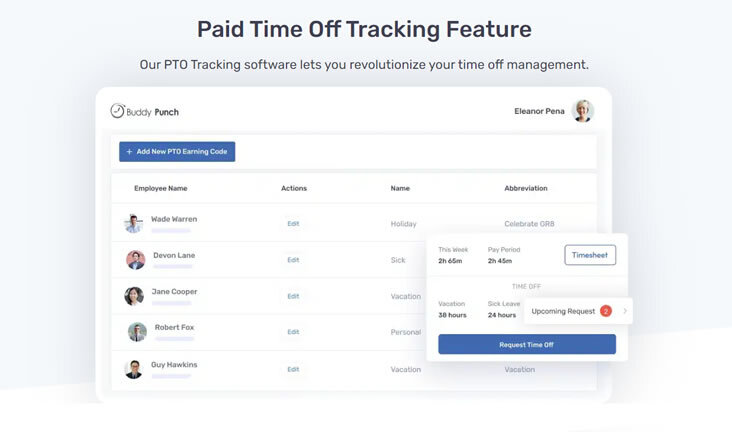 Paid Time Off Tracking Feature
Our PTO Tracking software lets you revolutionize your time off management.
Buddy Punch
Eleanor Pena
+ Add New PTO Earning Code
Employee Name Actions Name Abbreviation
Wade Warren Edit Holiday Celebrate GR8
Devon Lane Edit Sick
Jane Cooper Edit Vacation
Robert Fox Edit Personal
Guy Hawkins Edit Vacation Vacation
This Week Pay Period
2h 65m 2h 45m
Timesheet
TIME OFF
Vacation Sick Leave
38 hours 24 hours
Upcoming Request 2
Request Time Off